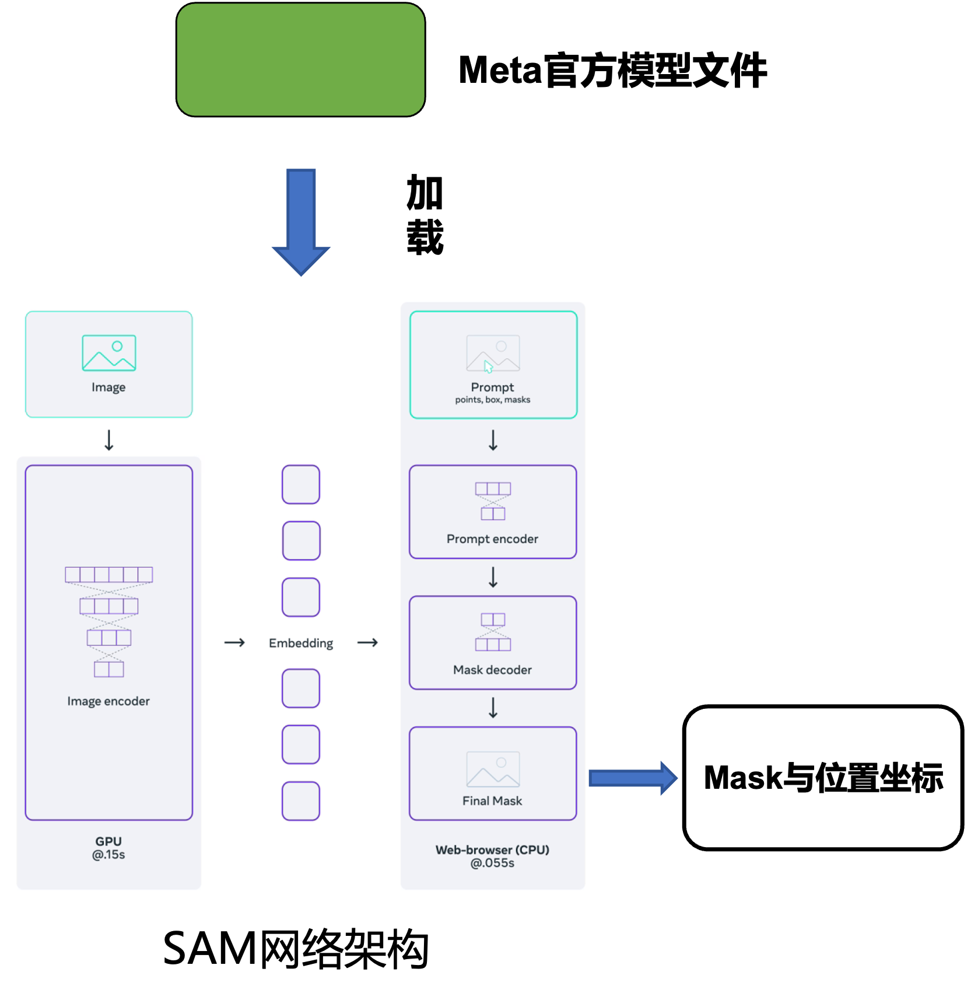 Meta官方模型文件
加
载
Image
Prompt
points, box, masks
Prompt encoder
Embedding
Mask decoder
Image encoder
Final Mask
Mask与位置坐标
GPU
@.15s
Web-browser (CPU)
@.055s
SAM网络架构